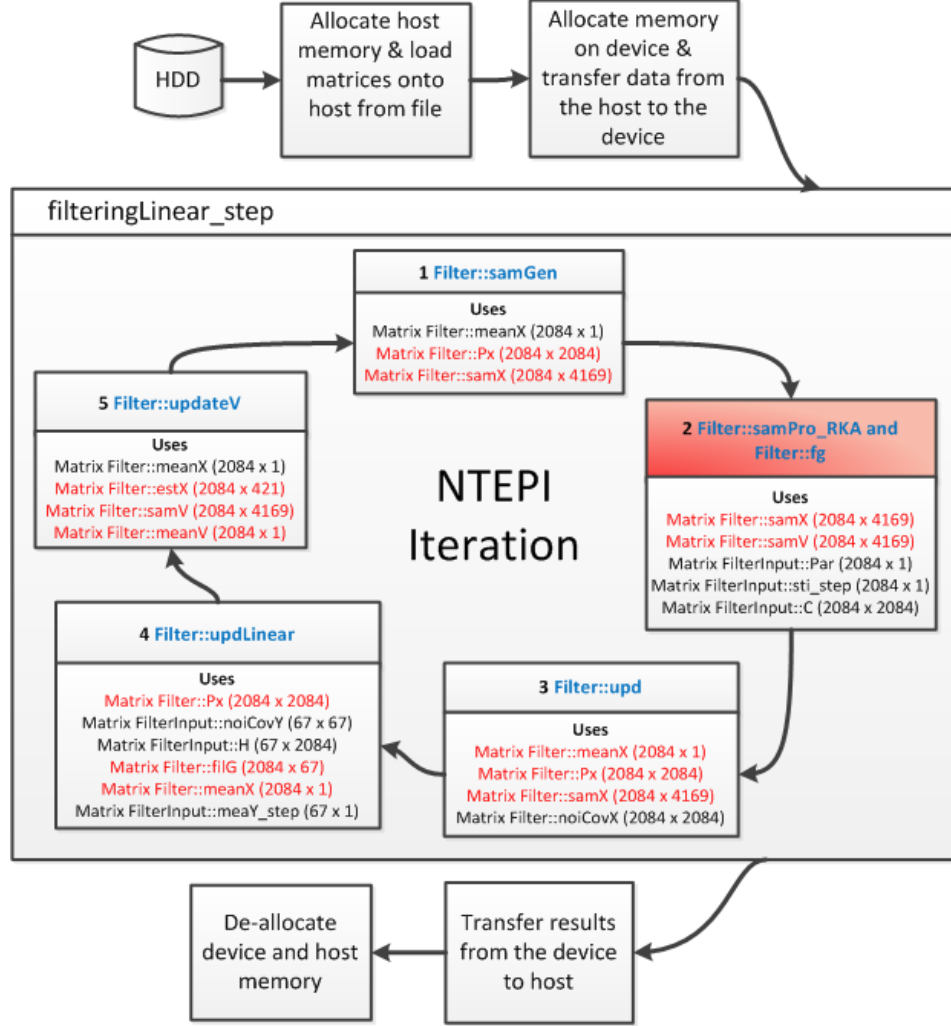 HDD
Allocate host
memory & load
matrices onto
host from file
Allocate memory
on device &
transfer data from
the host to the
device
filteringLinear_step
1 Filter::samGen
Uses
Matrix Filter::meanX (2084 x 1)
Matrix Filter::Px (2084 x 2084)
Matrix Filter::samX (2084 x 4169)
2 Filter::samPro_RKA and
Filter::fg
Uses
Matrix Filter::samX (2084 x 4169)
Matrix Filter::samV (2084 x 4169)
Matrix FilterInput::Par (2084 x 1)
Matrix FilterInput::sti_step (2084 x 1)
Matrix FilterInput::C (2084 x 2084)
3 Filter::upd
Uses
Matrix Filter::meanX (2084 x 1)
Matrix Filter::Px (2084 x 2084)
Matrix Filter::samX (2084 x 4169)
Matrix Filter::noiCovX (2084 x 2084)
4 Filter::updLinear
Uses
Matrix Filter::Px (2084 x 2084)
Matrix FilterInput::noiCovY (67 x 67)
Matrix FilterInput::H (67 x 2084)
Matrix Filter::filG (2084 x 67)
Matrix Filter::meanX (2084 x 1)
Matrix FilterInput::meaY_step (67 x 1)
5 Filter::updateV
Uses
Matrix Filter::meanX (2084 x 1)
Matrix Filter::estX (2084 x 421)
Matrix Filter::samV (2084 x 4169)
Matrix Filter::meanV (2084 x 1)
NTEPI
Iteration
Transfer results
from the device
to host
De-allocate
device and host
memory